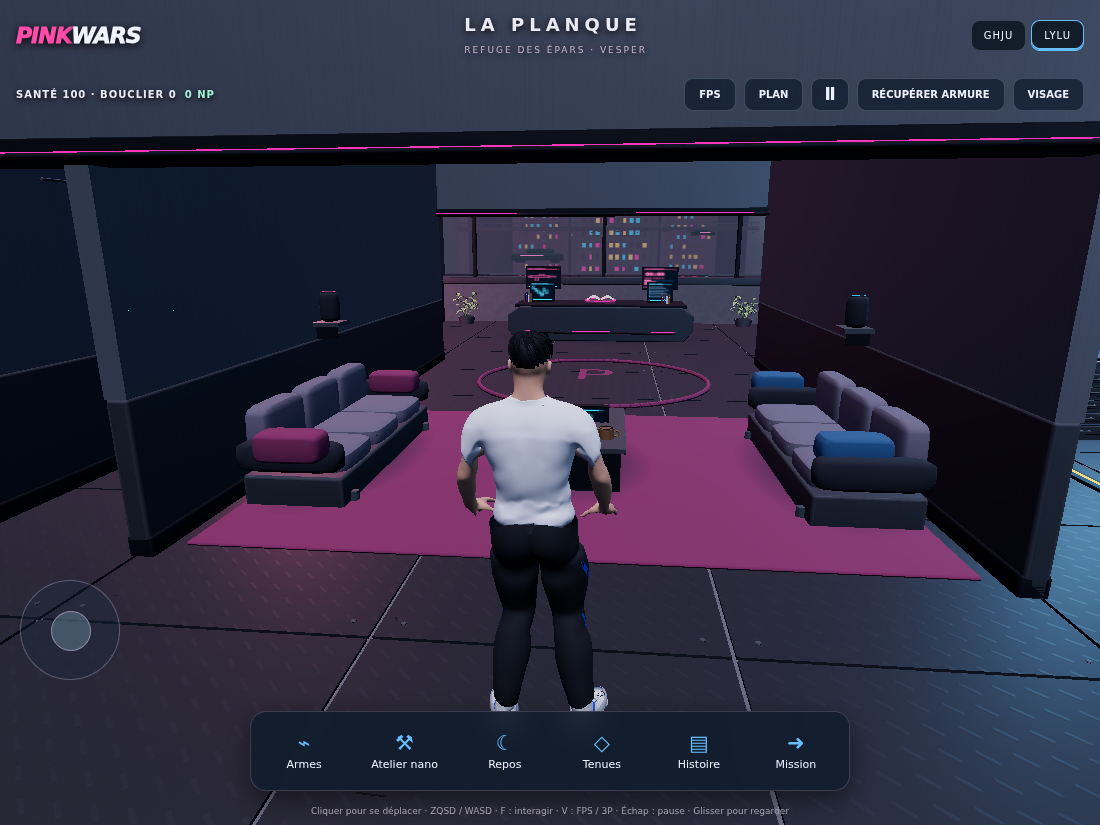 PINKWARS
LA PLANQUE
REFUGE DES ÉPARS · VESPER
GHJU
LYLU
SANTÉ 100 · BOUCLIER 0 0 NP
FPS
PLAN
RÉCUPÉRER ARMURE
VISAGE
P
Armes
Atelier nano
Repos
Tenues
Histoire
Mission
Cliquer pour se déplacer · ZQSD / WASD · F : interagir · V : FPS / 3P · Échap : pause · Glisser pour regarder